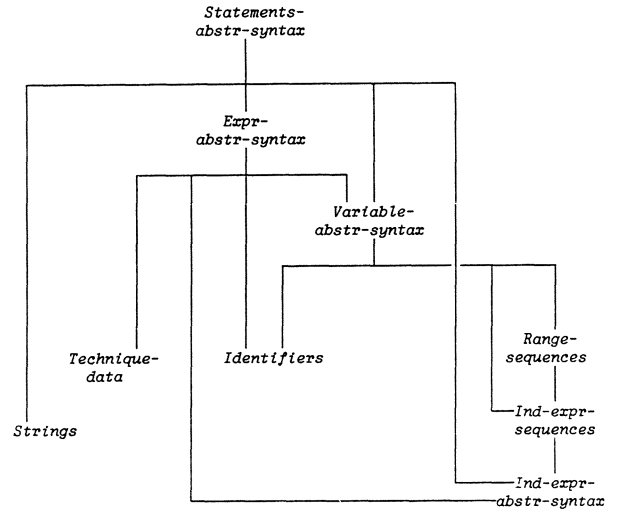 Statements-
abstr-syntax
Expr-
abstr-syntax
Variable-
abstr-syntax
Technique-
data
Identifiers
Range-
sequences
Strings
Ind-expr-
sequences
Ind-expr-
abstr-syntax